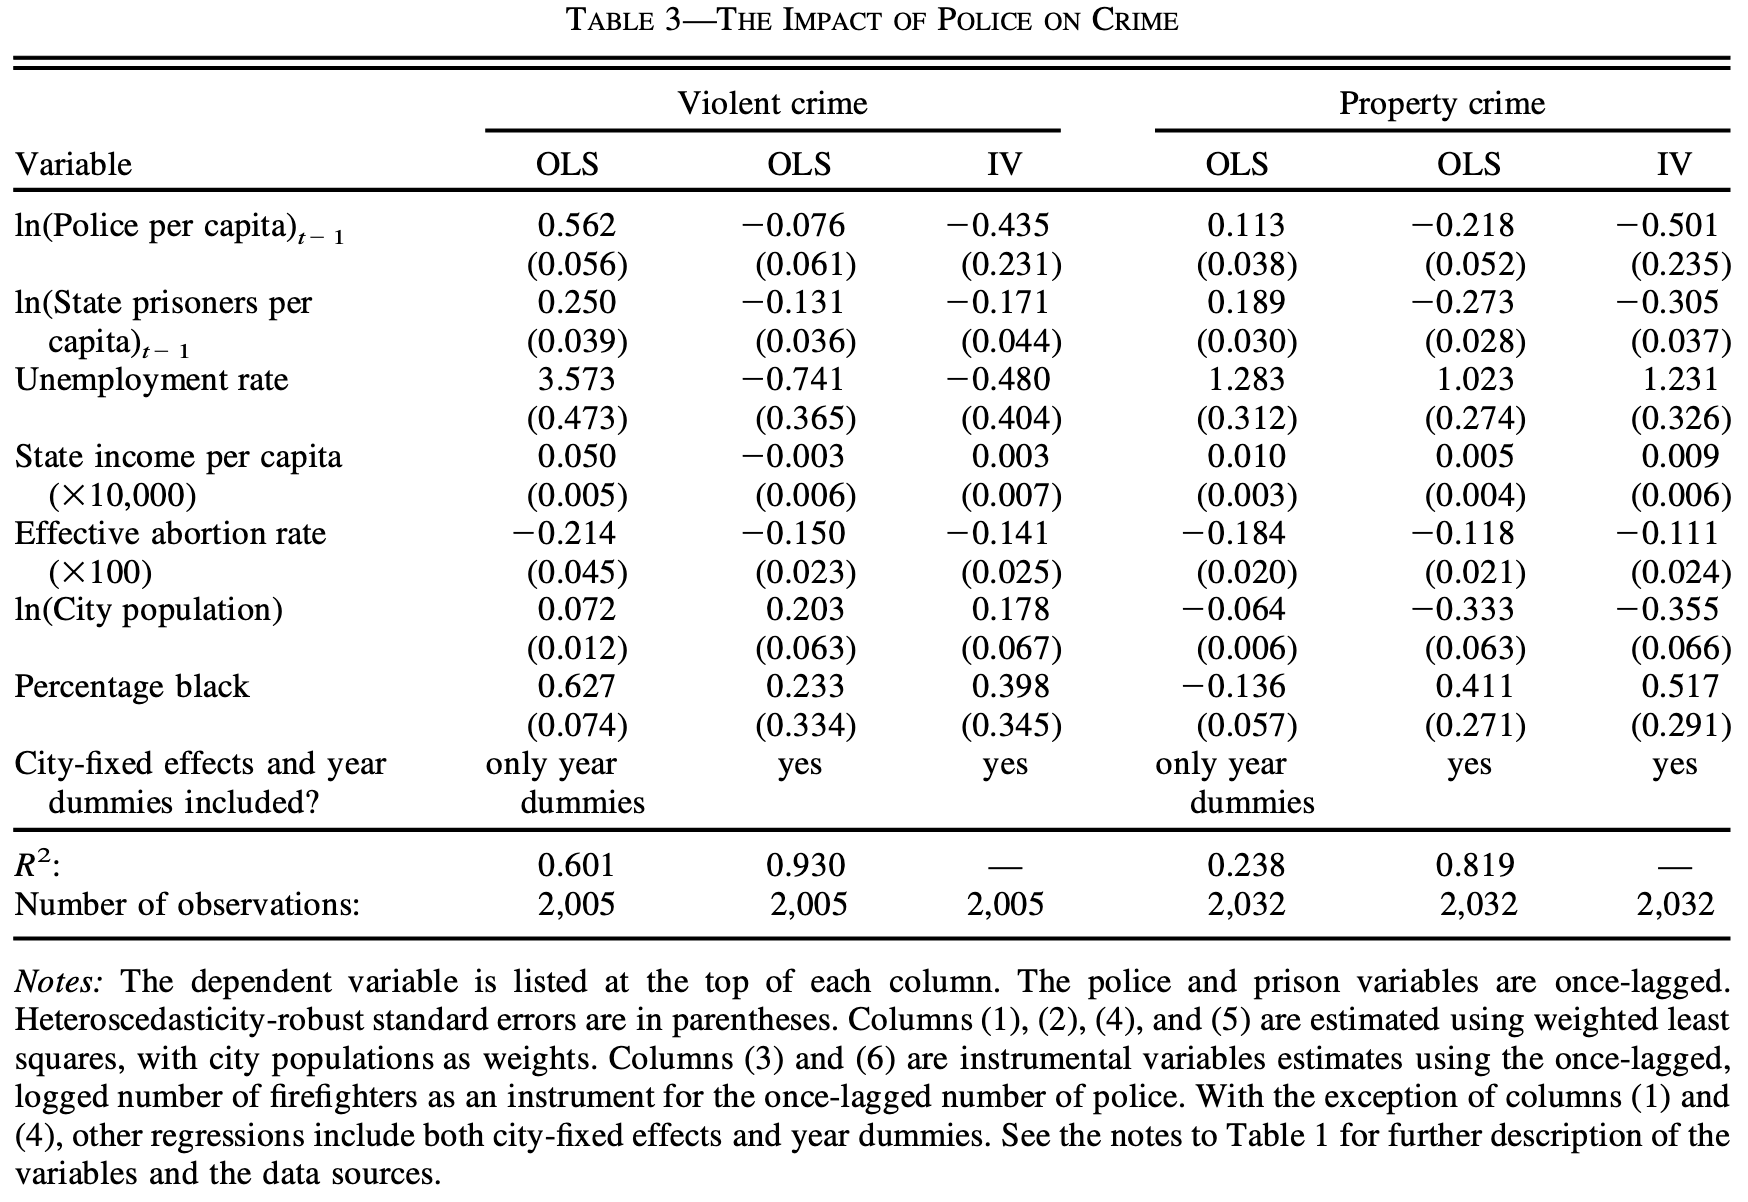 TABLE 3—THE IMPACT OF POLICE ON CRIME
Violent crime Property crime
Variable OLS OLS IV OLS OLS IV
ln(Police per capita)t − 1 0.562 −0.076 −0.435 0.113 −0.218 −0.501
(0.056) (0.061) (0.231) (0.038) (0.052) (0.235)
ln(State prisoners per 0.250 −0.131 −0.171 0.189 −0.273 −0.305
capita)t − 1 (0.039) (0.036) (0.044) (0.030) (0.028) (0.037)
Unemployment rate 3.573 −0.741 −0.480 1.283 1.023 1.231
(0.473) (0.365) (0.404) (0.312) (0.274) (0.326)
State income per capita 0.050 −0.003 0.003 0.010 0.005 0.009
(×10,000) (0.005) (0.006) (0.007) (0.003) (0.004) (0.006)
Effective abortion rate −0.214 −0.150 −0.141 −0.184 −0.118 −0.111
(×100) (0.045) (0.023) (0.025) (0.020) (0.021) (0.024)
ln(City population) 0.072 0.203 0.178 −0.064 −0.333 −0.355
(0.012) (0.063) (0.067) (0.006) (0.063) (0.066)
Percentage black 0.627 0.233 0.398 −0.136 0.411 0.517
(0.074) (0.334) (0.345) (0.057) (0.271) (0.291)
City-fixed effects and year only year yes yes only year yes yes
dummies included? dummies dummies
R²: 0.601 0.930 — 0.238 0.819 —
Number of observations: 2,005 2,005 2,005 2,032 2,032 2,032
Notes: The dependent variable is listed at the top of each column. The police and prison variables are once-lagged.
Heteroscedasticity-robust standard errors are in parentheses. Columns (1), (2), (4), and (5) are estimated using weighted least
squares, with city populations as weights. Columns (3) and (6) are instrumental variables estimates using the once-lagged,
logged number of firefighters as an instrument for the once-lagged number of police. With the exception of columns (1) and
(4), other regressions include both city-fixed effects and year dummies. See the notes to Table 1 for further description of the
variables and the data sources.